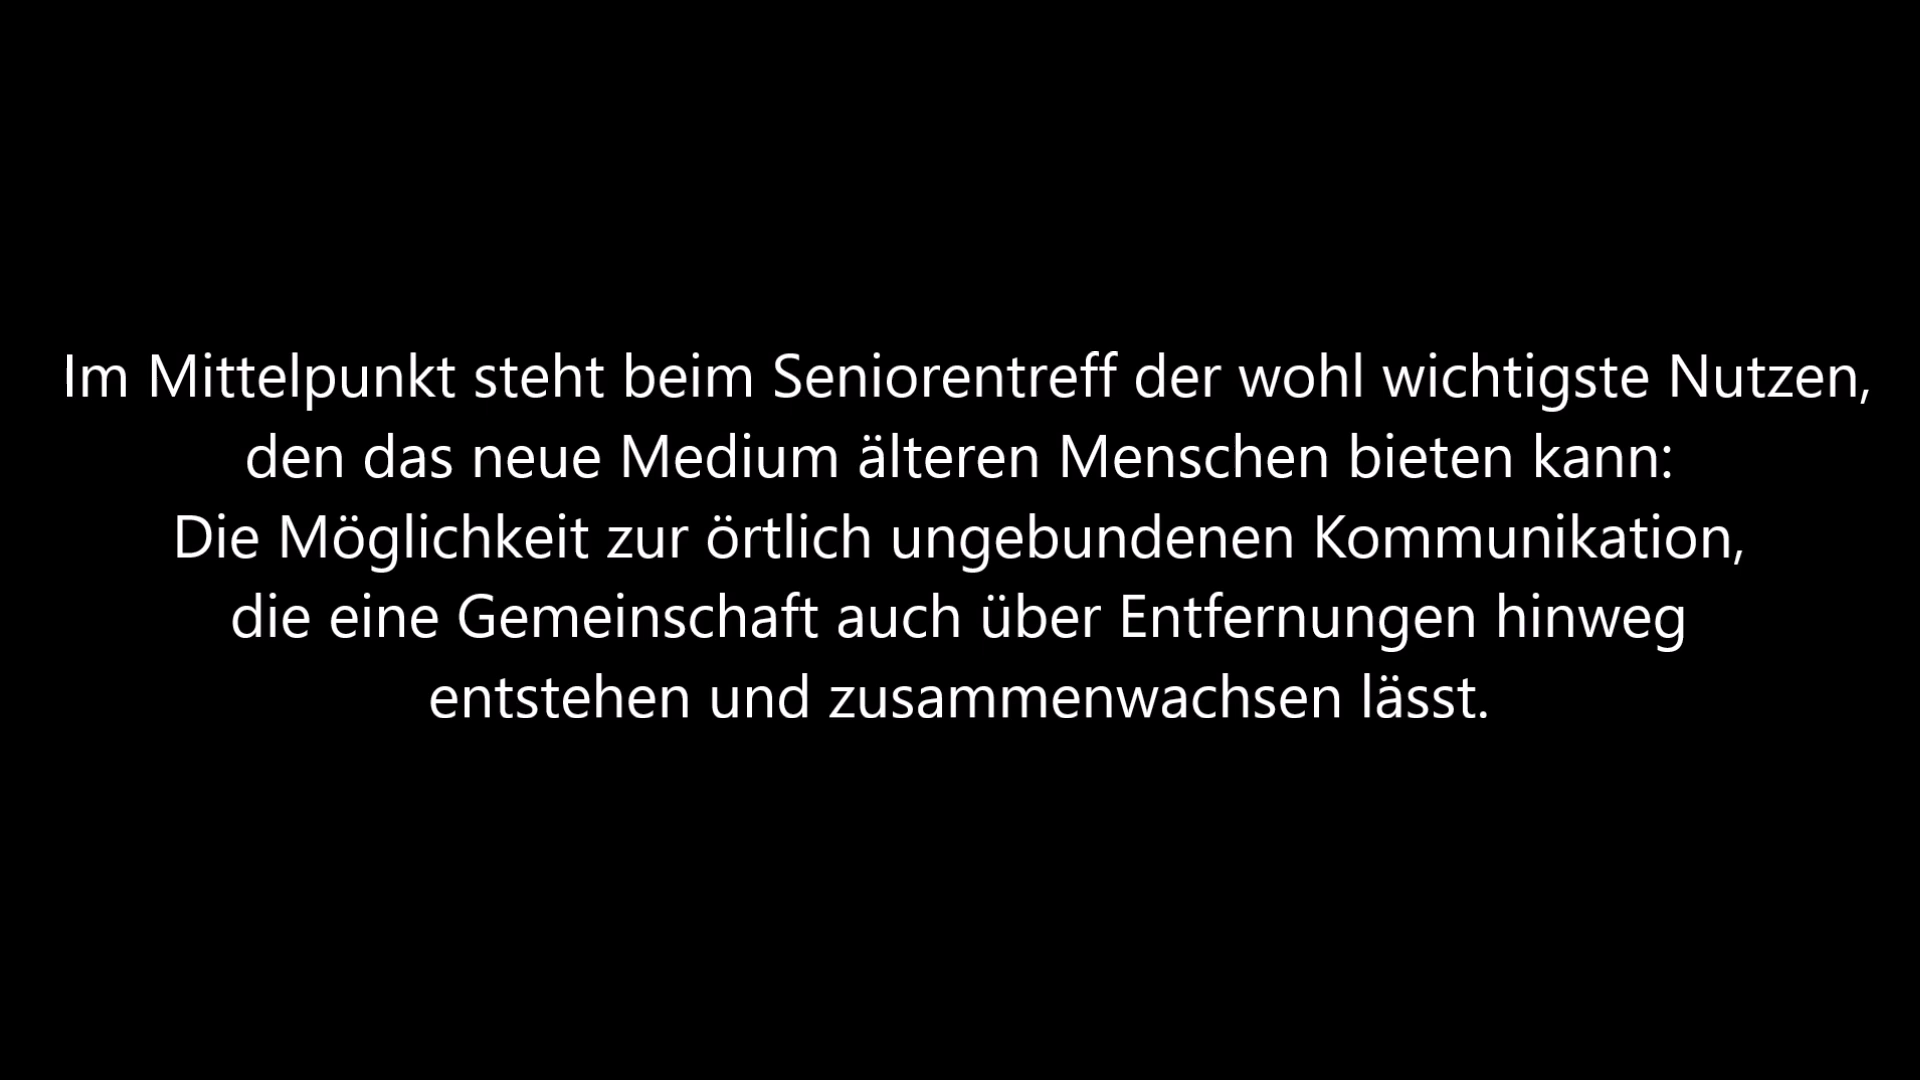 Im Mittelpunkt steht beim Seniorentreff der wohl wichtigste Nutzen,
den das neue Medium älteren Menschen bieten kann:
Die Möglichkeit zur örtlich ungebundenen Kommunikation,
die eine Gemeinschaft auch über Entfernungen hinweg
entstehen und zusammenwachsen lässt.